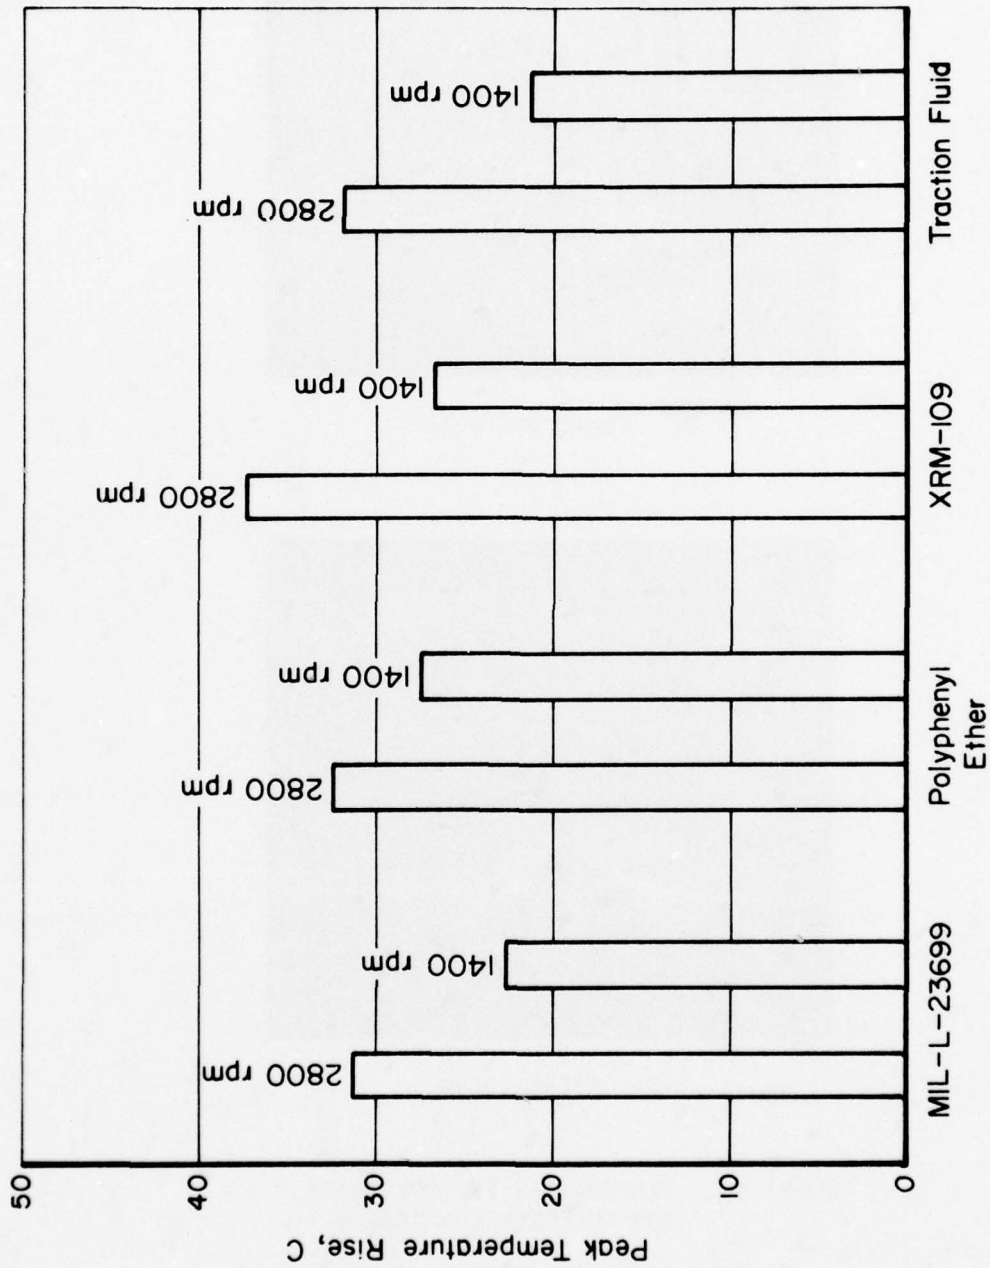 Peak Temperature Rise, C
50
40
30
20
10
0
2800 rpm
1400 rpm
2800 rpm
1400 rpm
2800 rpm
1400 rpm
2800 rpm
1400 rpm
MIL-L-23699
Polyphenyl
Ether
XRM-109
Traction Fluid